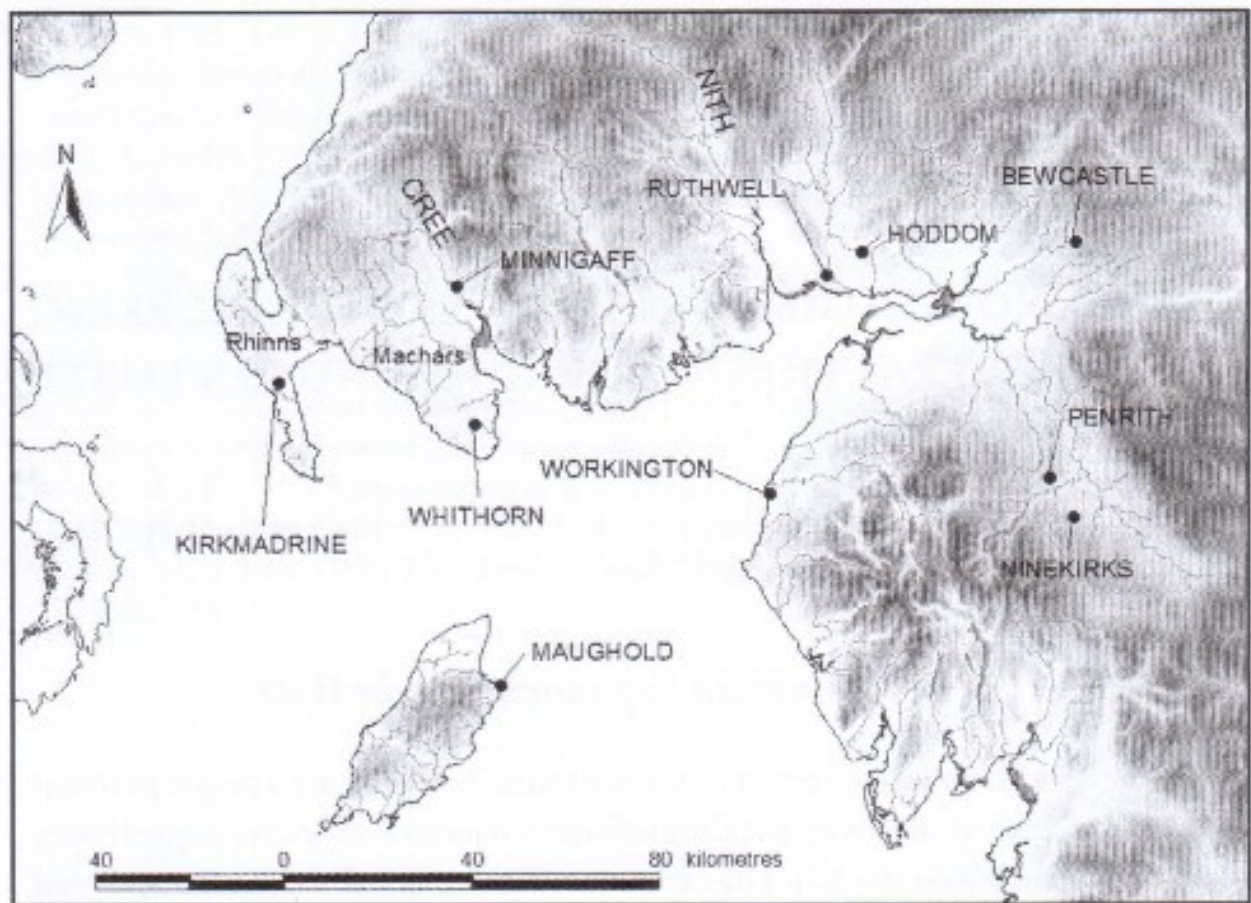 NITH
N
RUTHWELL
BEWCASTLE
CREE
HODDOM
MINNIGAFF
Rhinns
Machars
PENRITH
WORKINGTON
WHITHORN
KIRKMADRINE
NINEKIRKS
MAUGHOLD
40 0 40 80 kilometres